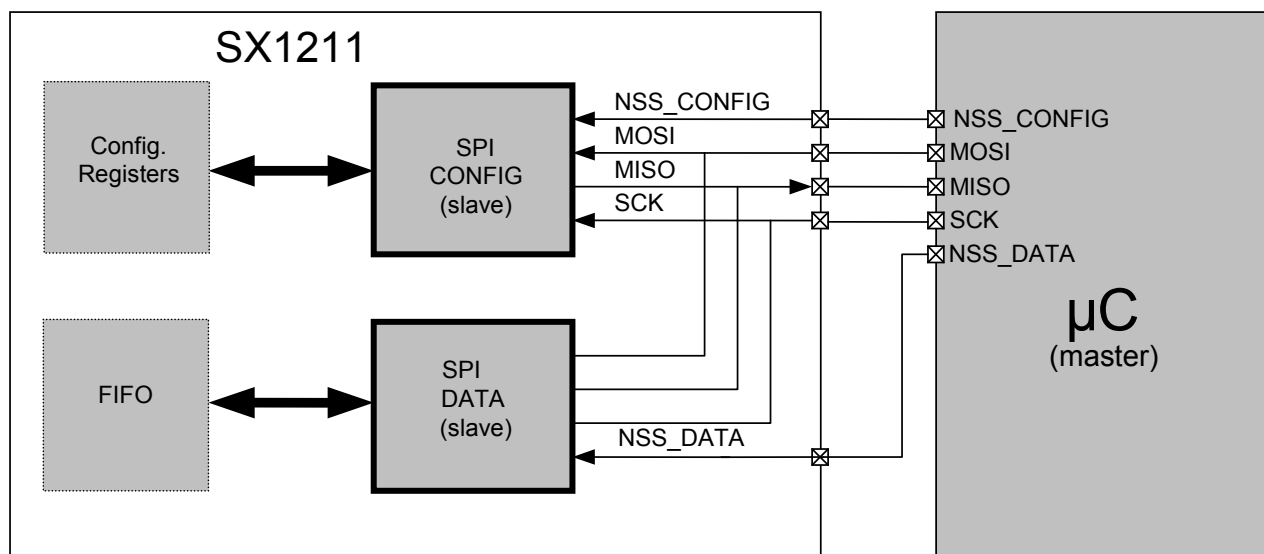 SX1211
Config.
Registers
SPI
CONFIG
(slave)
NSS_CONFIG
MOSI
MISO
SCK
NSS_CONFIG
MOSI
MISO
SCK
NSS_DATA
µC
(master)
FIFO
SPI
DATA
(slave)
NSS_DATA